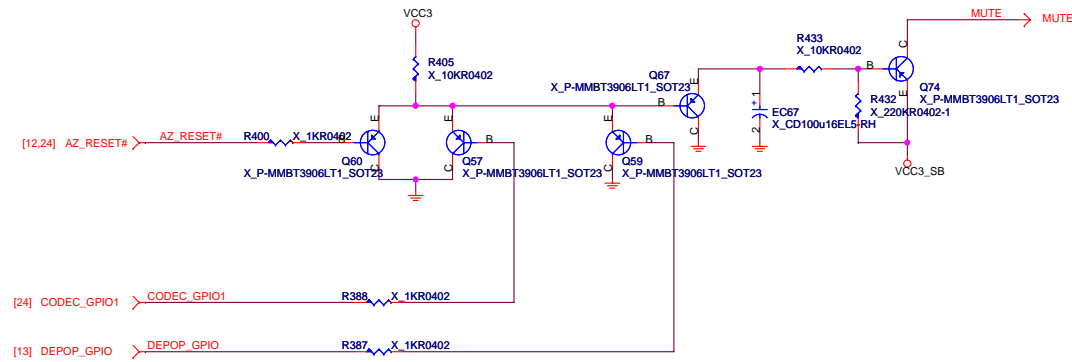 VCC3
MUTE
MUTE
R405
X_10KR0402
R433
X_10KR0402
C
B
E
Q74
X_P-MMBT3906LT1_SOT23
Q67
X_P-MMBT3906LT1_SOT23
E
B
C
1
+
EC67
X_CD100u16EL5-RH
2
R432
X_220KR0402-1
VCC3_SB
[12,24] AZ_RESET#
AZ_RESET#
R400
X_1KR0402
B
E
C
Q60
X_P-MMBT3906LT1_SOT23
E
B
C
Q57
X_P-MMBT3906LT1_SOT23
E
B
C
Q59
X_P-MMBT3906LT1_SOT23
[24] CODEC_GPIO1
CODEC_GPIO1
R388
X_1KR0402
[13] DEPOP_GPIO
DEPOP_GPIO
R387
X_1KR0402